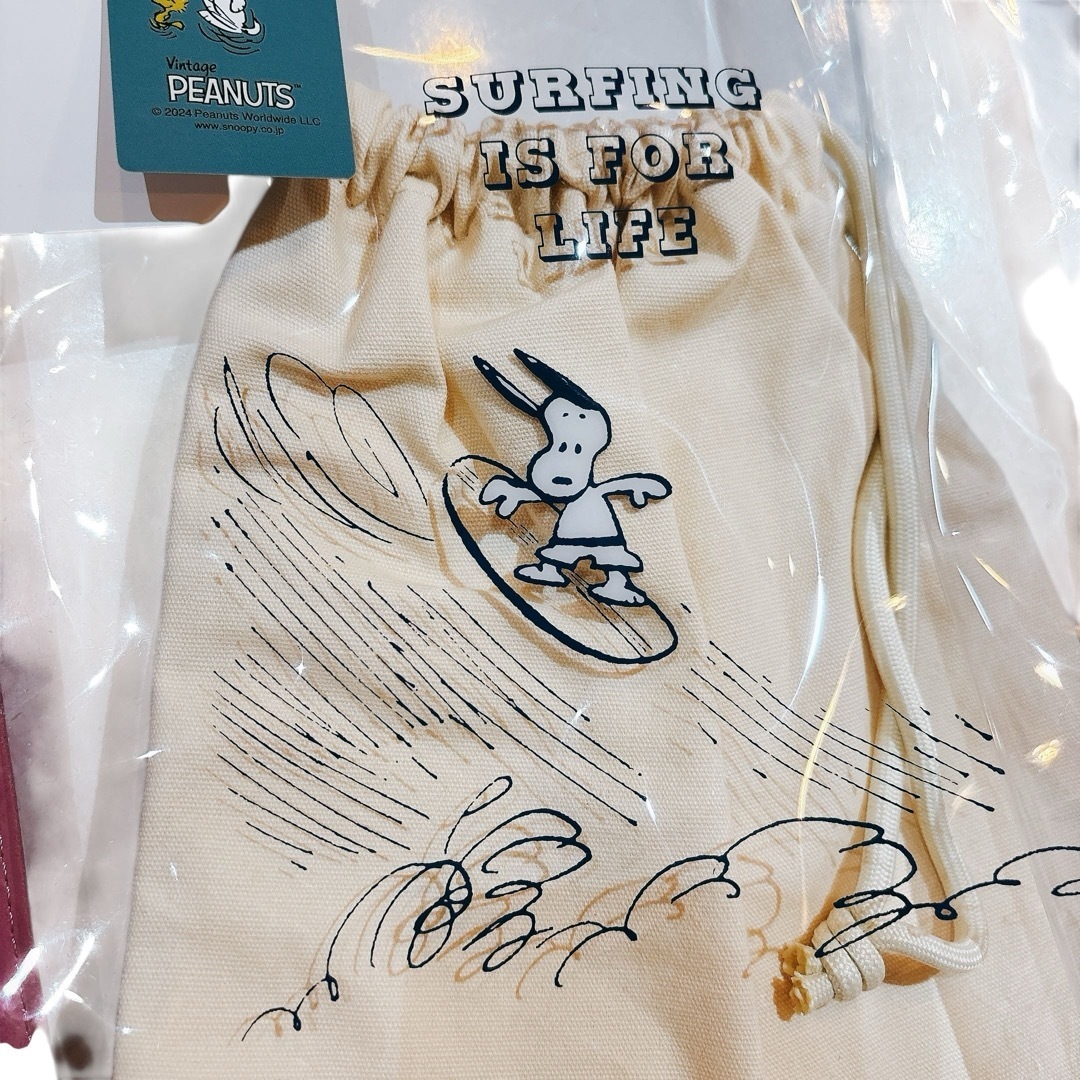 Vintage
PEANUTS™
© 2024 Peanuts Worldwide LLC
www.snoopy.co.jp
SURFING
IS FOR
LIFE